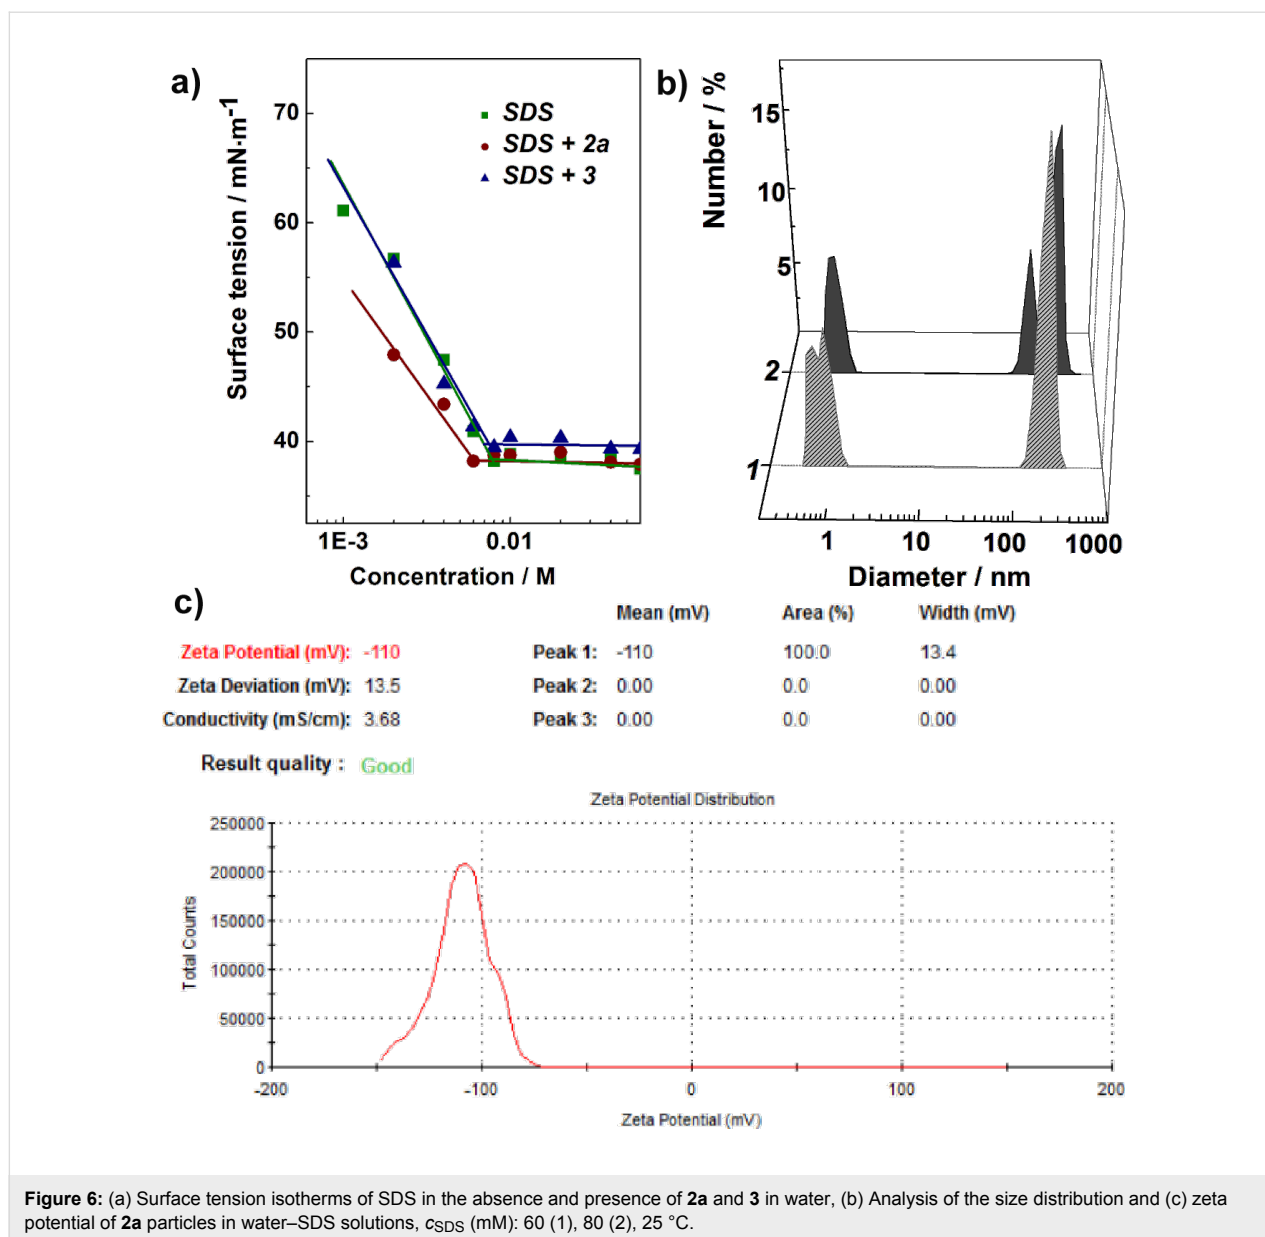 a)
Surface tension / mN·m-1
70
60
50
40
SDS
SDS + 2a
SDS + 3
1E-3
0.01
Concentration / M
b)
Number / %
15
10
5
2
1
1
10
100
1000
Diameter / nm
c)
Mean (mV) Area (%) Width (mV)
Zeta Potential (mV): -110 Peak 1: -110 100.0 13.4
Zeta Deviation (mV): 13.5 Peak 2: 0.00 0.0 0.00
Conductivity (mS/cm): 3.68 Peak 3: 0.00 0.0 0.00
Result quality : Good
Zeta Potential Distribution
Total Counts
250000
200000
150000
100000
50000
0
-200 -100 0 100 200
Zeta Potential (mV)
Figure 6: (a) Surface tension isotherms of SDS in the absence and presence of 2a and 3 in water, (b) Analysis of the size distribution and (c) zeta
potential of 2a particles in water–SDS solutions, cSDS (mM): 60 (1), 80 (2), 25 °C.